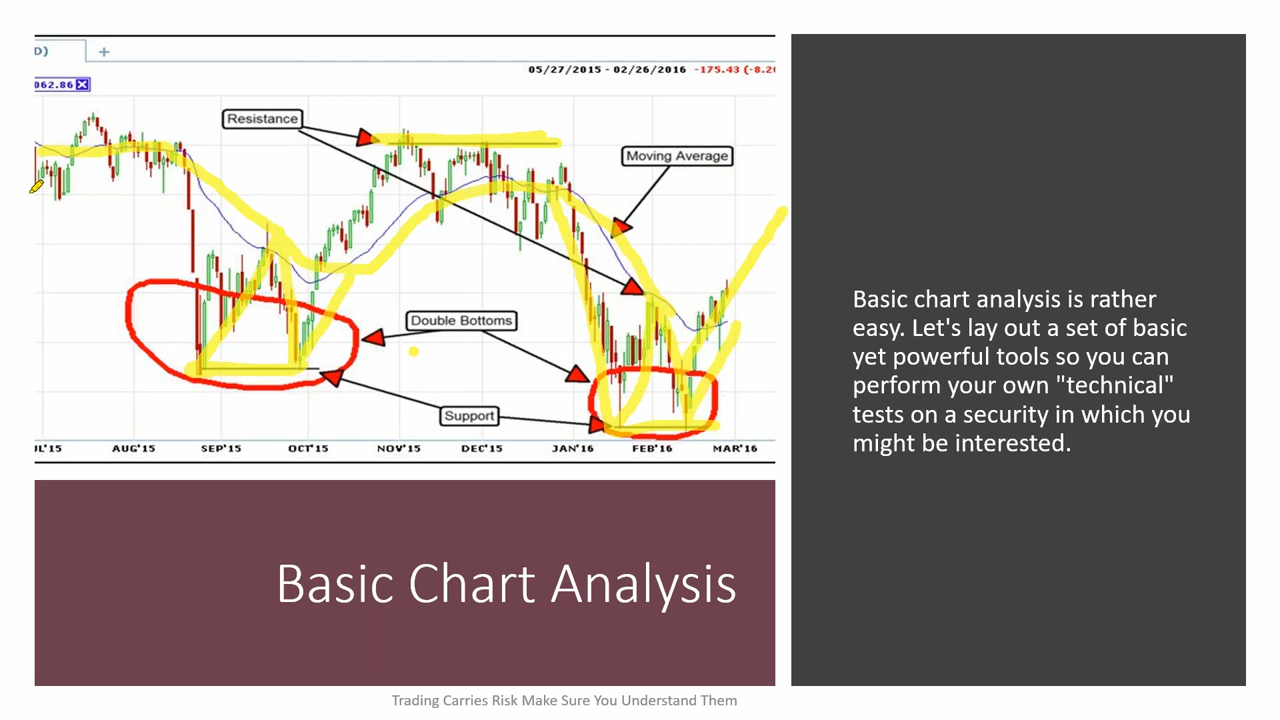 D)
+
05/27/2015 - 02/26/2016 -175.43 (-8.20
062.86 X
Resistance
Moving Average
Double Bottoms
Support
UL'15 AUG'15 SEP'15 OCT'15 NOV'15 DEC'15 JAN'16 FEB'16 MAR'16
Basic Chart Analysis
Basic chart analysis is rather
easy. Let's lay out a set of basic
yet powerful tools so you can
perform your own "technical"
tests on a security in which you
might be interested.
Trading Carries Risk Make Sure You Understand Them